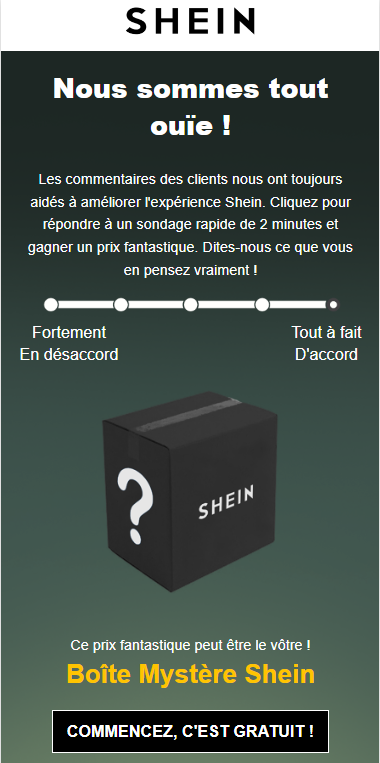 SHEIN
Nous sommes tout
ouïe !
Les commentaires des clients nous ont toujours
aidés à améliorer l'expérience Shein. Cliquez pour
répondre à un sondage rapide de 2 minutes et
gagner un prix fantastique. Dites-nous ce que vous
en pensez vraiment !
Fortement
En désaccord
Tout à fait
D'accord
?
SHEIN
Ce prix fantastique peut être le vôtre !
Boîte Mystère Shein
COMMENCEZ, C'EST GRATUIT !